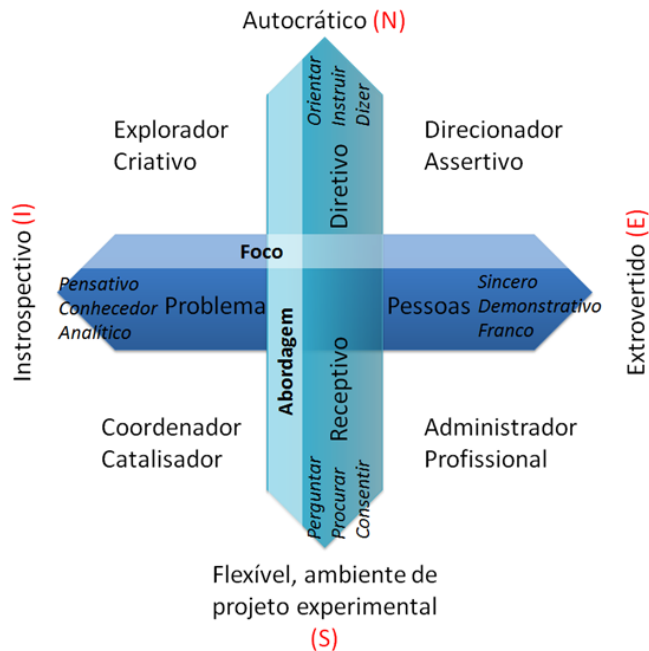 Autocrático (N)
Orientar
Instruir
Dizer
Diretivo
Explorador
Criativo
Direcionador
Assertivo
Instrospectivo (I)
Foco
Pensativo
Conhecedor
Analítico
Problema
Pessoas
Sincero
Demonstrativo
Franco
Extrovertido (E)
Abordagem
Receptivo
Coordenador
Catalisador
Administrador
Profissional
Perguntar
Procurar
Consentir
Flexível, ambiente de
projeto experimental
(S)